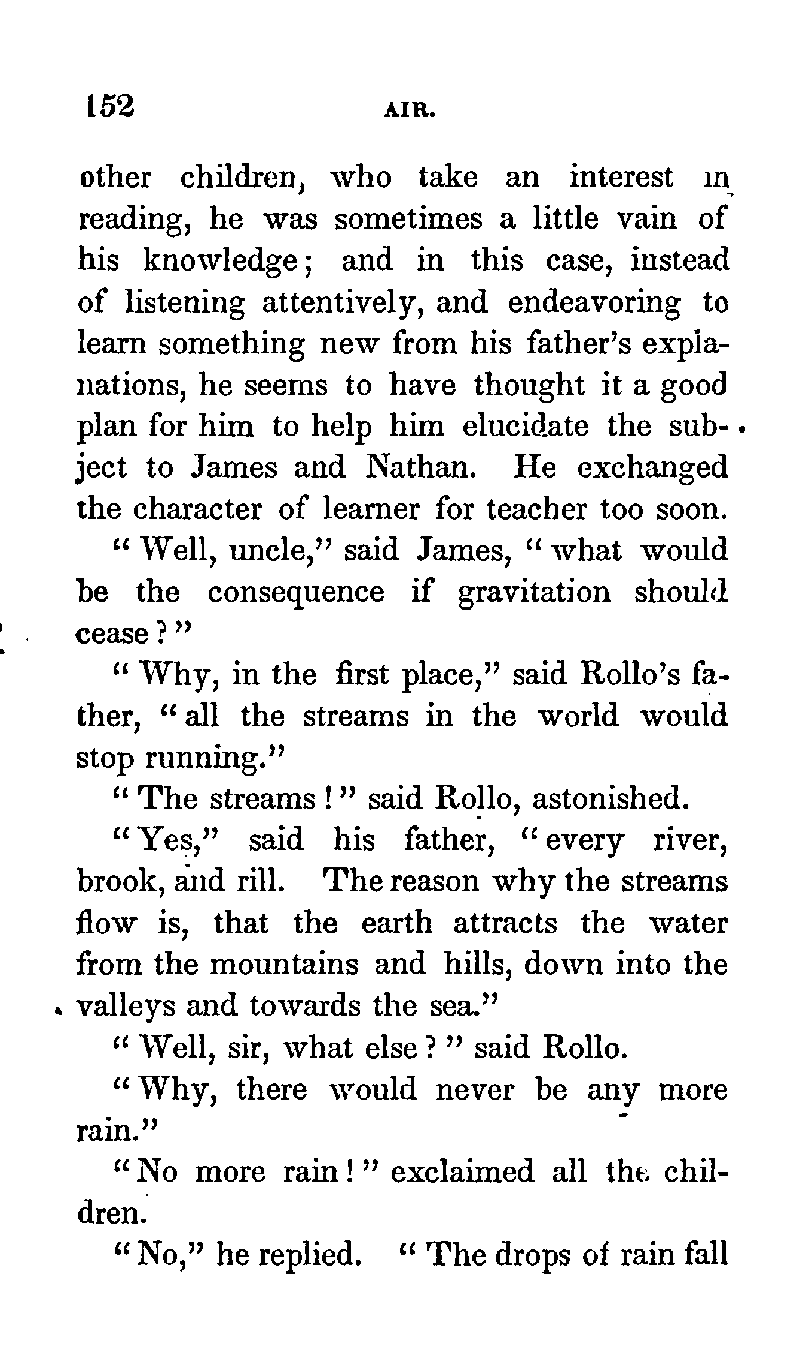 152 AIR.
other children, who take an interest in
reading, he was sometimes a little vain of
his knowledge; and in this case, instead
of listening attentively, and endeavoring to
learn something new from his father's expla-
nations, he seems to have thought it a good
plan for him to help him elucidate the sub-
ject to James and Nathan. He exchanged
the character of learner for teacher too soon.
“ Well, uncle,” said James, “ what would
be the consequence if gravitation should
cease ? ”
“ Why, in the first place,” said Rollo's fa-
ther, “ all the streams in the world would
stop running.”
“ The streams ! ” said Rollo, astonished.
“ Yes,” said his father, “ every river,
brook, and rill. The reason why the streams
flow is, that the earth attracts the water
from the mountains and hills, down into the
valleys and towards the sea.”
“ Well, sir, what else ? ” said Rollo.
“ Why, there would never be any more
rain.”
“ No more rain ! ” exclaimed all the chil-
dren.
“ No,” he replied. “ The drops of rain fall